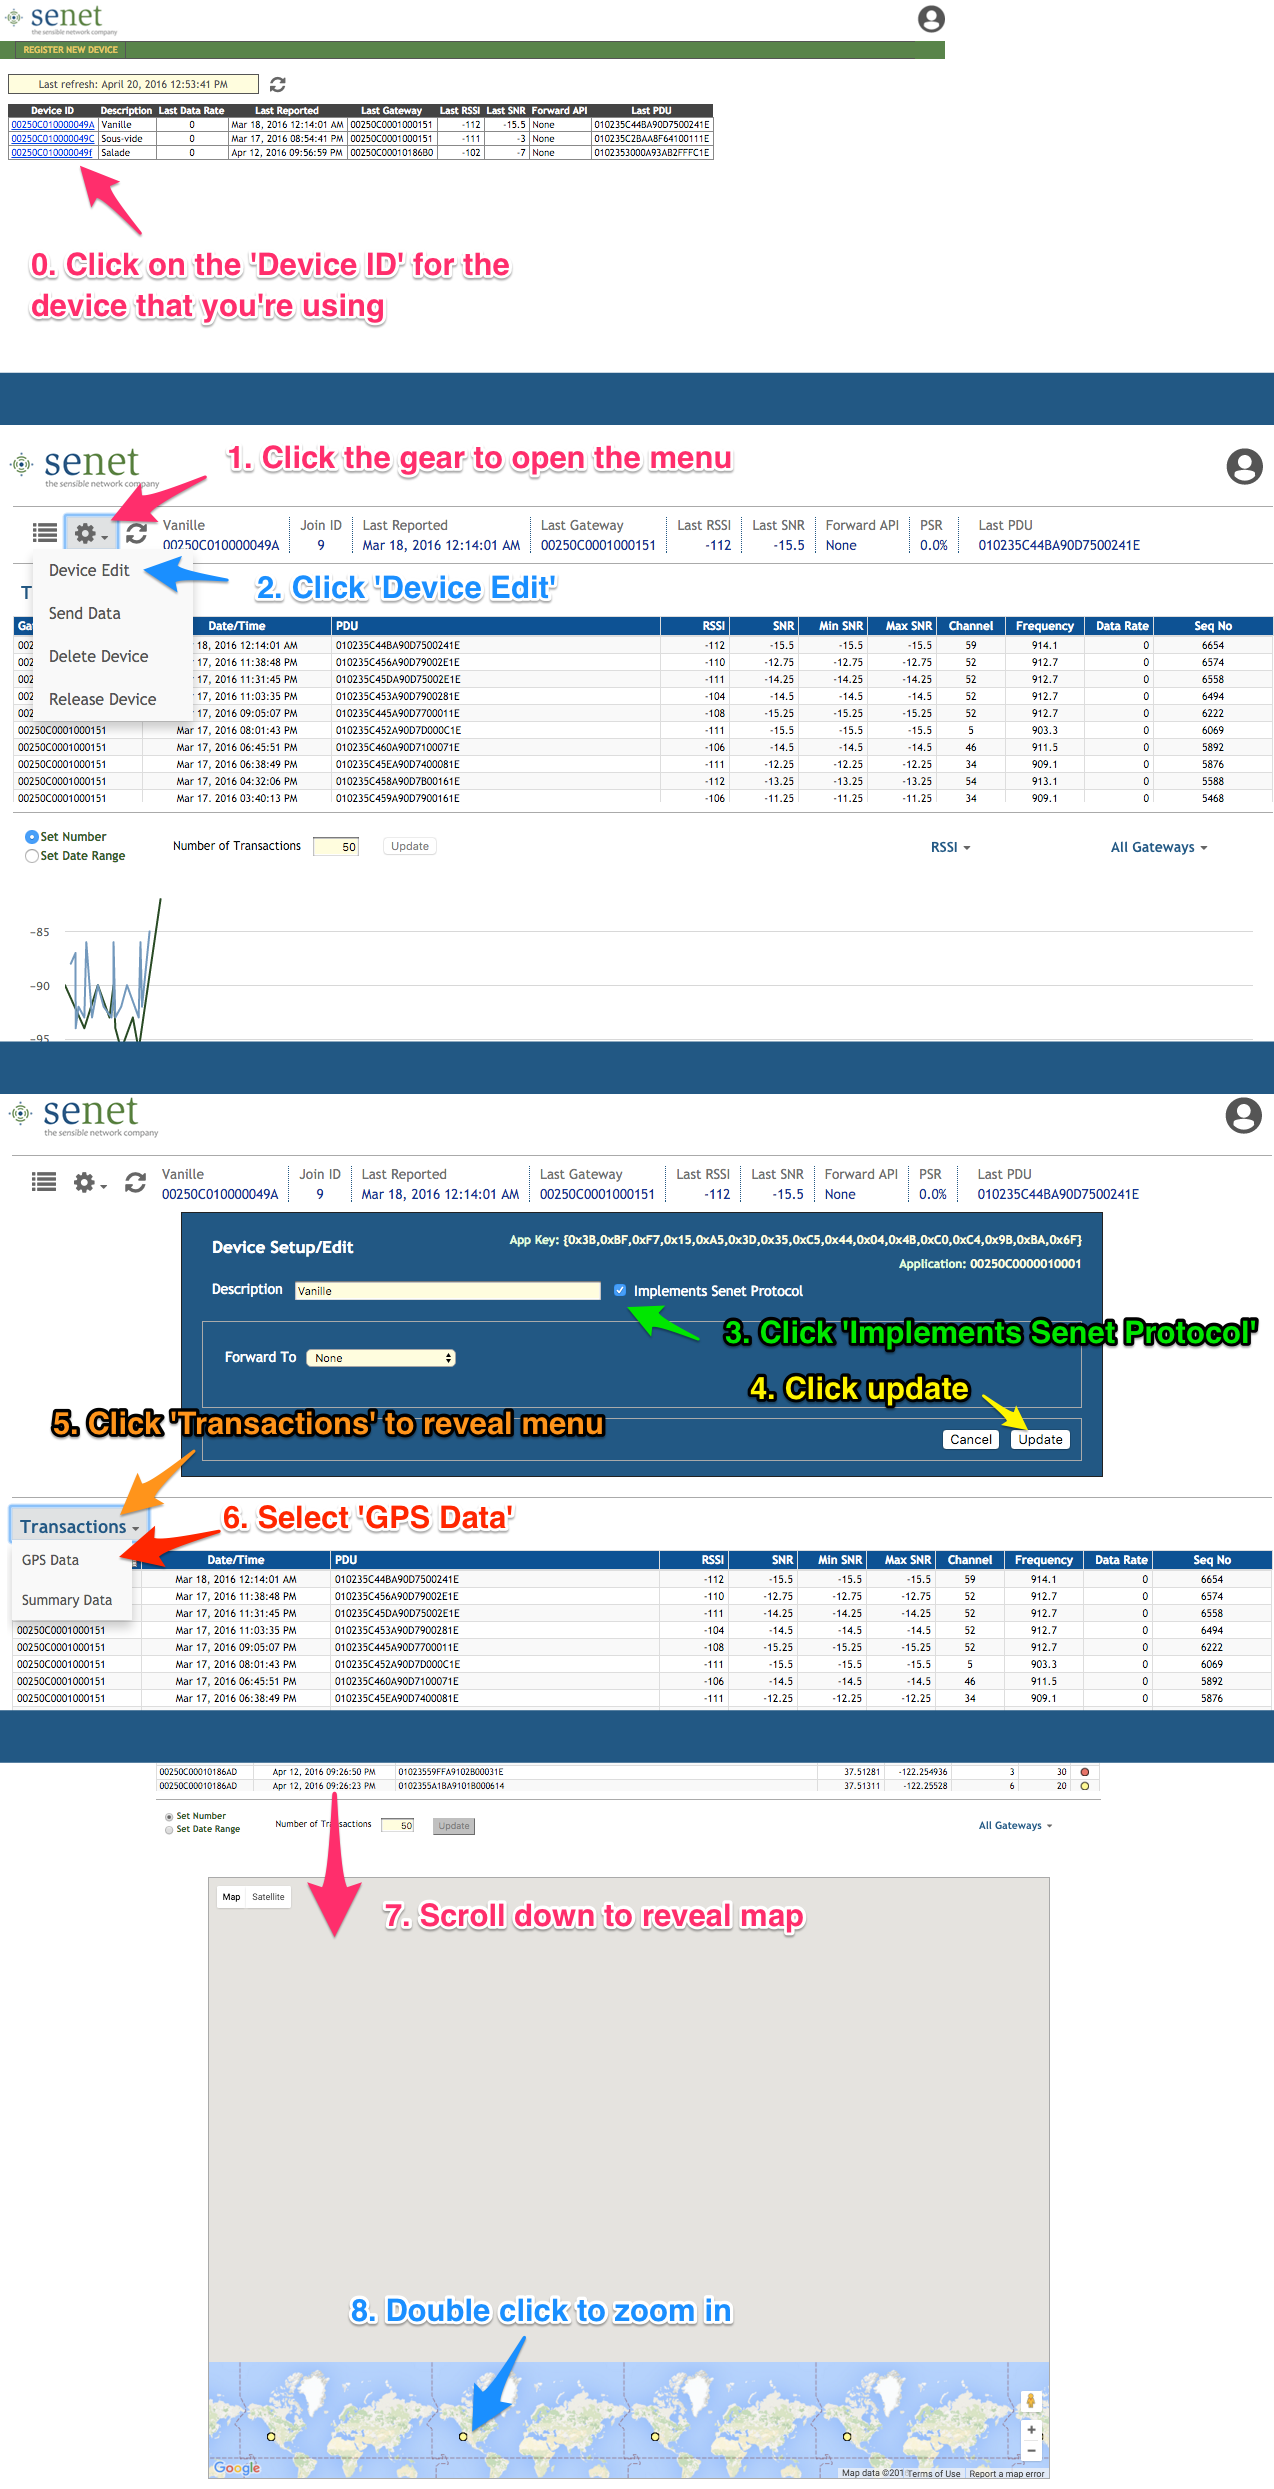 senet
the sensible network company
REGISTER NEW DEVICE
Last refresh: April 20, 2016 12:53:41 PM
Device ID Description Last Data Rate Last Reported Last Gateway Last RSSI Last SNR Forward API Last PDU
00250C010000049A Vanille 0 Mar 18, 2016 12:14:01 AM 00250C0001000151 -112 -15.5 None 010235C44BA90D7500241E
00250C010000049C Sous-vide 0 Mar 17, 2016 08:54:41 PM 00250C0001000151 -111 -3 None 010235C2BAA8F64100111E
00250C010000049f Salade 0 Apr 12, 2016 09:56:59 PM 00250C00010186B0 -102 -7 None 0102353000A93AB2FFFC1E
0. Click on the 'Device ID' for the
device that you're using
1. Click the gear to open the menu
senet
the sensible network company
Vanille Join ID Last Reported Last Gateway Last RSSI Last SNR Forward API PSR Last PDU
00250C010000049A 9 Mar 18, 2016 12:14:01 AM 00250C0001000151 -112 -15.5 None 0.0% 010235C44BA90D7500241E
Device Edit
2. Click 'Device Edit'
Send Data
Delete Device
Release Device
T
Ga Date/Time PDU RSSI SNR Min SNR Max SNR Channel Frequency Data Rate Seq No
002 18, 2016 12:14:01 AM 010235C44BA90D7500241E -112 -15.5 -15.5 -15.5 59 914.1 0 6654
002 17, 2016 11:38:48 PM 010235C456A90D79002E1E -110 -12.75 -12.75 -12.75 52 912.7 0 6574
002 17, 2016 11:31:45 PM 010235C45DA90D75002E1E -111 -14.25 -14.25 -14.25 52 912.7 0 6558
002 17, 2016 11:03:35 PM 010235C453A90D7900281E -104 -14.5 -14.5 -14.5 52 912.7 0 6494
002 17, 2016 09:05:07 PM 010235C445A90D7700011E -108 -15.25 -15.25 -15.25 52 912.7 0 6222
00250C0001000151 Mar 17, 2016 08:01:43 PM 010235C452A90D7D000C1E -111 -15.5 -15.5 -15.5 5 903.3 0 6069
00250C0001000151 Mar 17, 2016 06:45:51 PM 010235C460A90D7100071E -106 -14.5 -14.5 -14.5 46 911.5 0 5892
00250C0001000151 Mar 17, 2016 06:38:49 PM 010235C45EA90D7400081E -111 -12.25 -12.25 -12.25 34 909.1 0 5876
00250C0001000151 Mar 17, 2016 04:32:06 PM 010235C458A90D7B00161E -112 -13.25 -13.25 -13.25 54 913.1 0 5588
00250C0001000151 Mar 17, 2016 03:40:13 PM 010235C459A90D7900161E -106 -11.25 -11.25 -11.25 34 909.1 0 5468
Set Number
Set Date Range
Number of Transactions 50 Update
RSSI All Gateways
-85
-90
-95
senet
the sensible network company
Vanille Join ID Last Reported Last Gateway Last RSSI Last SNR Forward API PSR Last PDU
00250C010000049A 9 Mar 18, 2016 12:14:01 AM 00250C0001000151 -112 -15.5 None 0.0% 010235C44BA90D7500241E
Device Setup/Edit
App Key: {0x3B,0xBF,0xF7,0x15,0xA5,0x3D,0x35,0xC5,0x44,0x04,0x4B,0xC0,0xC4,0x9B,0xBA,0x6F}
Application: 00250C0000010001
Description Vanille Implements Senet Protocol
3. Click 'Implements Senet Protocol'
Forward To None
4. Click update
5. Click 'Transactions' to reveal menu
Cancel Update
6. Select 'GPS Data'
Transactions
GPS Data
Summary Data
Date/Time PDU RSSI SNR Min SNR Max SNR Channel Frequency Data Rate Seq No
Mar 18, 2016 12:14:01 AM 010235C44BA90D7500241E -112 -15.5 -15.5 -15.5 59 914.1 0 6654
Mar 17, 2016 11:38:48 PM 010235C456A90D79002E1E -110 -12.75 -12.75 -12.75 52 912.7 0 6574
Mar 17, 2016 11:31:45 PM 010235C45DA90D75002E1E -111 -14.25 -14.25 -14.25 52 912.7 0 6558
00250C0001000151 Mar 17, 2016 11:03:35 PM 010235C453A90D7900281E -104 -14.5 -14.5 -14.5 52 912.7 0 6494
00250C0001000151 Mar 17, 2016 09:05:07 PM 010235C445A90D7700011E -108 -15.25 -15.25 -15.25 52 912.7 0 6222
00250C0001000151 Mar 17, 2016 08:01:43 PM 010235C452A90D7D000C1E -111 -15.5 -15.5 -15.5 5 903.3 0 6069
00250C0001000151 Mar 17, 2016 06:45:51 PM 010235C460A90D7100071E -106 -14.5 -14.5 -14.5 46 911.5 0 5892
00250C0001000151 Mar 17, 2016 06:38:49 PM 010235C45EA90D7400081E -111 -12.25 -12.25 -12.25 34 909.1 0 5876
00250C00010186AD Apr 12, 2016 09:26:50 PM 01023559FFA9102B00031E 37.51281 -122.254936 3 30
00250C00010186AD Apr 12, 2016 09:26:23 PM 0102355A1BA9101B000614 37.51311 -122.25528 6 20
Set Number
Set Date Range
Number of Transactions 50 Update
All Gateways
Map Satellite
7. Scroll down to reveal map
8. Double click to zoom in
Google
Map data ©201 Terms of Use Report a map error